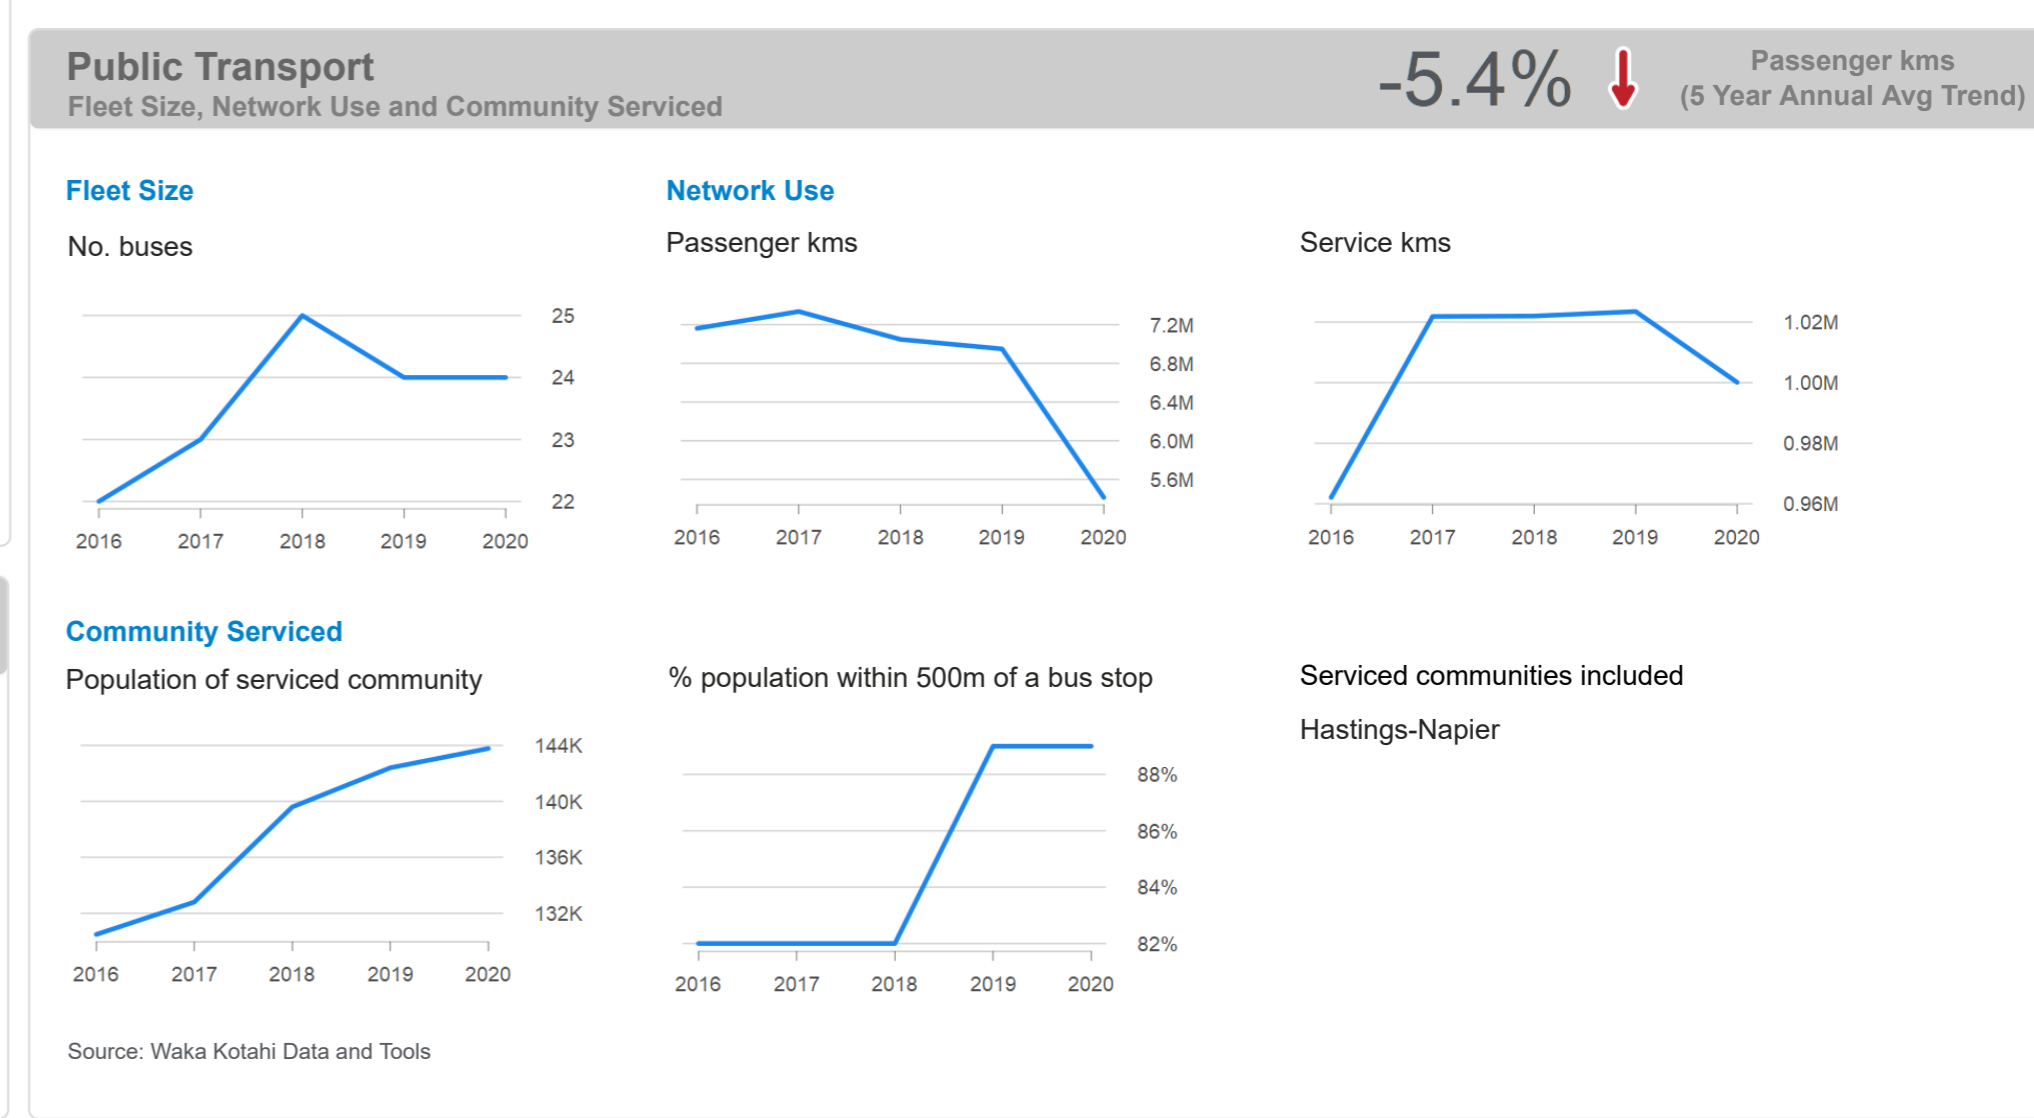 Public Transport
Fleet Size, Network Use and Community Serviced
-5.4%
Passenger kms
(5 Year Annual Avg Trend)
Fleet Size
No. buses
25
24
23
22
2016 2017 2018 2019 2020
Network Use
Passenger kms
7.2M
6.8M
6.4M
6.0M
5.6M
2016 2017 2018 2019 2020
Service kms
1.02M
1.00M
0.98M
0.96M
2016 2017 2018 2019 2020
Community Serviced
Population of serviced community
144K
140K
136K
132K
2016 2017 2018 2019 2020
% population within 500m of a bus stop
88%
86%
84%
82%
2016 2017 2018 2019 2020
Serviced communities included
Hastings-Napier
Source: Waka Kotahi Data and Tools